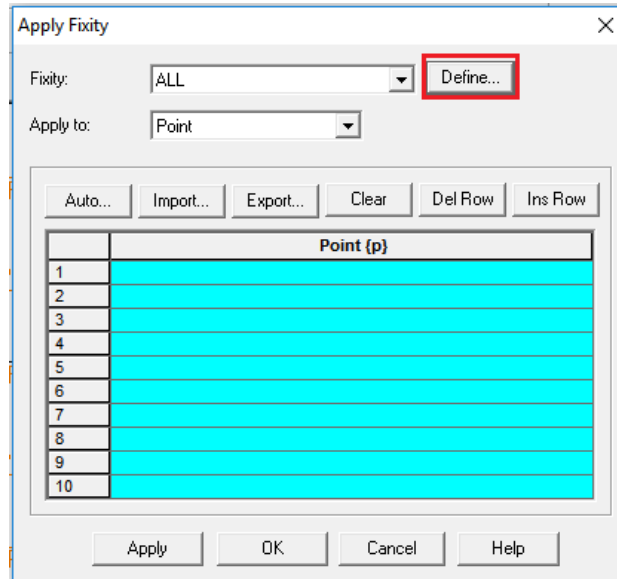 Apply Fixity
Fixity: ALL Define...
Apply to: Point
Auto... Import... Export... Clear Del Row Ins Row
Point {p}
1
2
3
4
5
6
7
8
9
10
Apply OK Cancel Help